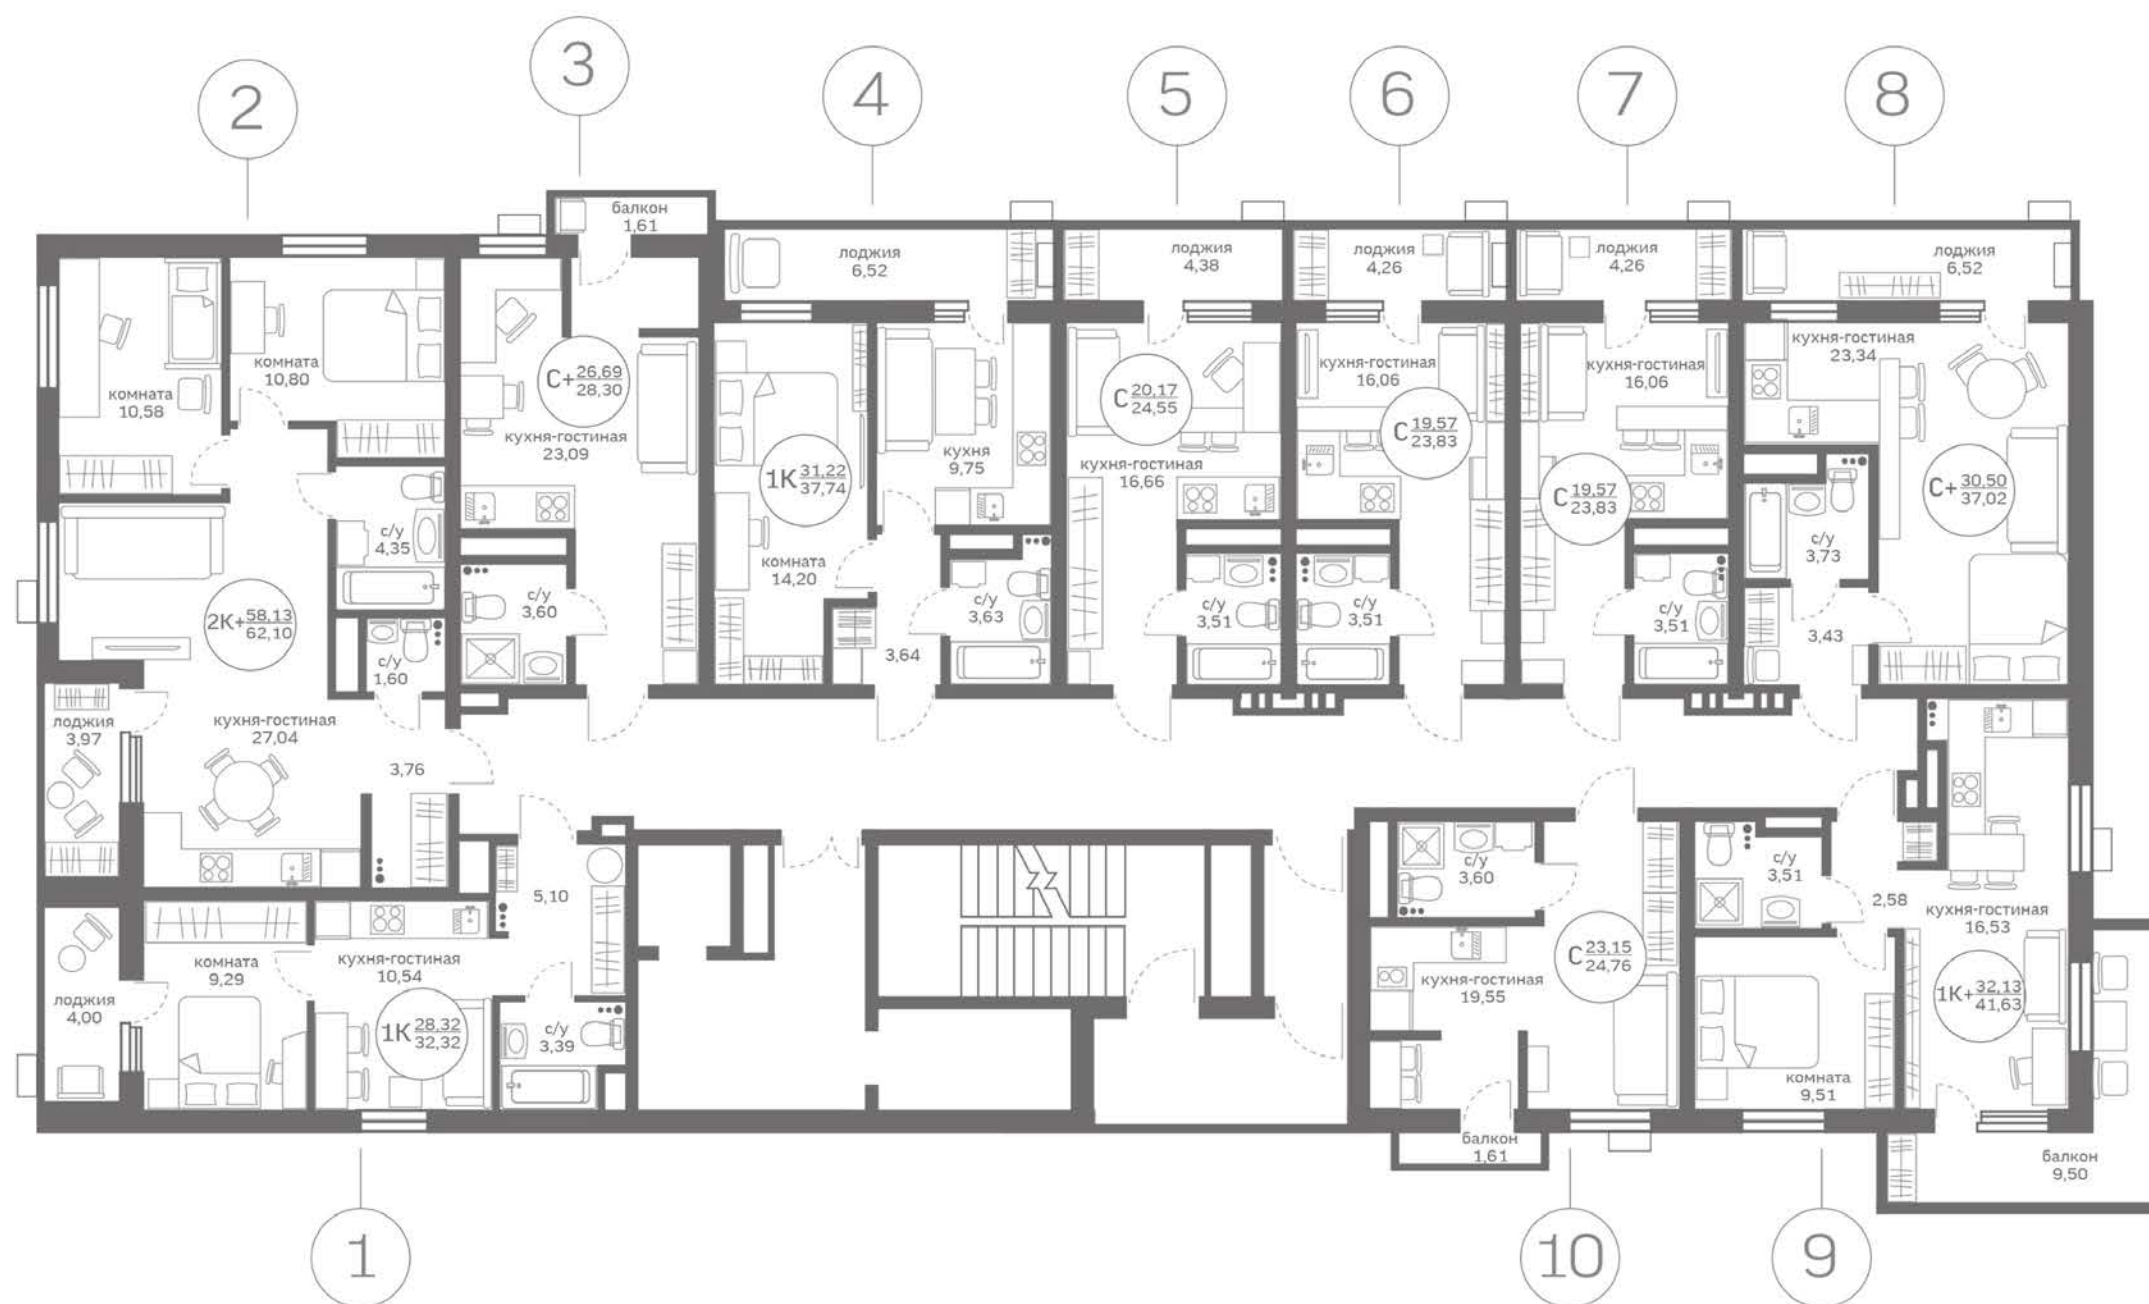 2
3
4
5
6
7
8
балкон
1,61
лоджия
6,52
лоджия
4,38
лоджия
4,26
лоджия
4,26
лоджия
6,52
комната
10,58
комната
10,80
с/у
4,35
2К+ 58,13
62,10
с/у
1,60
лоджия
3,97
кухня-гостиная
27,04
3,76
С+ 26,69
28,30
кухня-гостиная
23,09
с/у
3,60
1К 31,22
37,74
комната
14,20
кухня
9,75
с/у
3,63
3,64
С 20,17
24,55
кухня-гостиная
16,66
с/у
3,51
кухня-гостиная
16,06
С 19,57
23,83
с/у
3,51
кухня-гостиная
16,06
С 19,57
23,83
с/у
3,51
кухня-гостиная
23,34
С+ 30,50
37,02
с/у
3,73
3,43
лоджия
4,00
комната
9,29
кухня-гостиная
10,54
1К 28,32
32,32
5,10
с/у
3,39
с/у
3,60
С 23,15
24,76
кухня-гостиная
19,55
балкон
1,61
с/у
3,51
2,58
кухня-гостиная
16,53
1К+ 32,13
41,63
комната
9,51
балкон
9,50
1
10
9